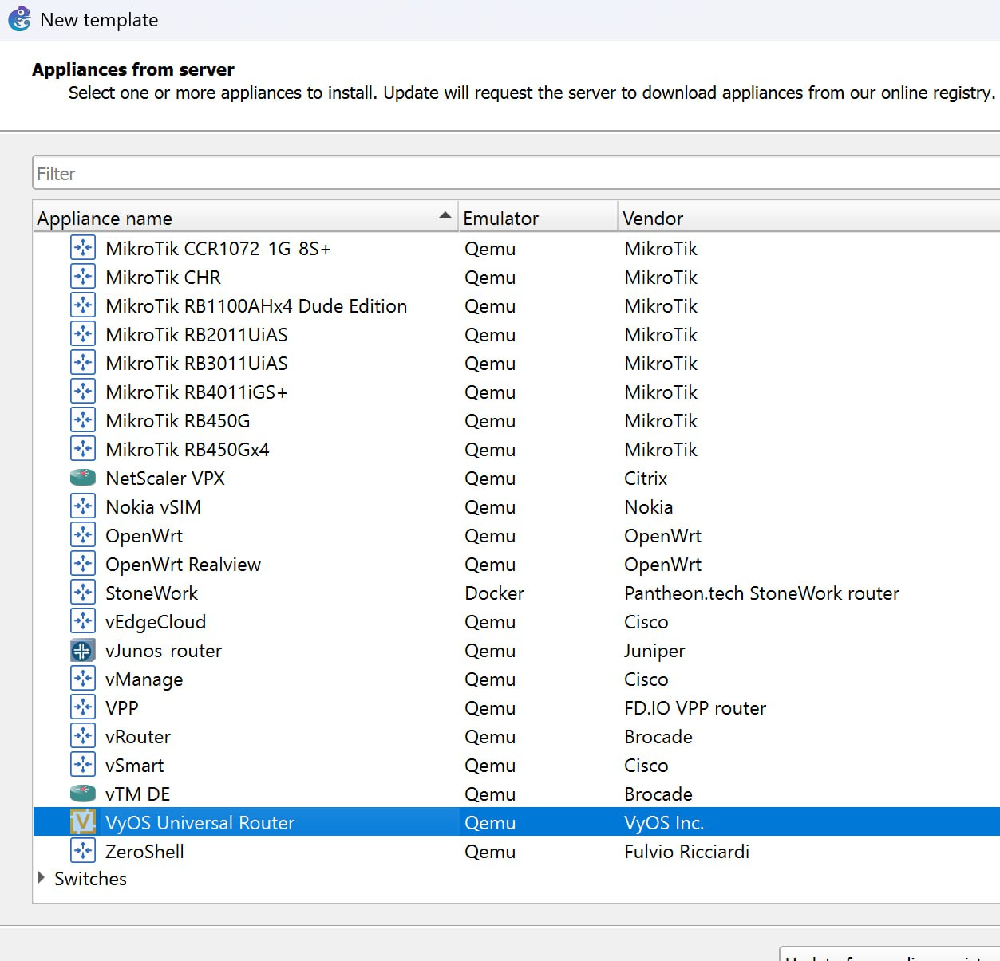 New template
Appliances from server
Select one or more appliances to install. Update will request the server to download appliances from our online registry.
Filter
Appliance name Emulator Vendor
MikroTik CCR1072-1G-8S+ Qemu MikroTik
MikroTik CHR Qemu MikroTik
MikroTik RB1100AHx4 Dude Edition Qemu MikroTik
MikroTik RB2011UiAS Qemu MikroTik
MikroTik RB3011UiAS Qemu MikroTik
MikroTik RB4011iGS+ Qemu MikroTik
MikroTik RB450G Qemu MikroTik
MikroTik RB450Gx4 Qemu MikroTik
NetScaler VPX Qemu Citrix
Nokia vSIM Qemu Nokia
OpenWrt Qemu OpenWrt
OpenWrt Realview Qemu OpenWrt
StoneWork Docker Pantheon.tech StoneWork router
vEdgeCloud Qemu Cisco
vJunos-router Qemu Juniper
vManage Qemu Cisco
VPP Qemu FD.IO VPP router
vRouter Qemu Brocade
vSmart Qemu Cisco
vTM DE Qemu Brocade
VyOS Universal Router Qemu VyOS Inc.
ZeroShell Qemu Fulvio Ricciardi
Switches